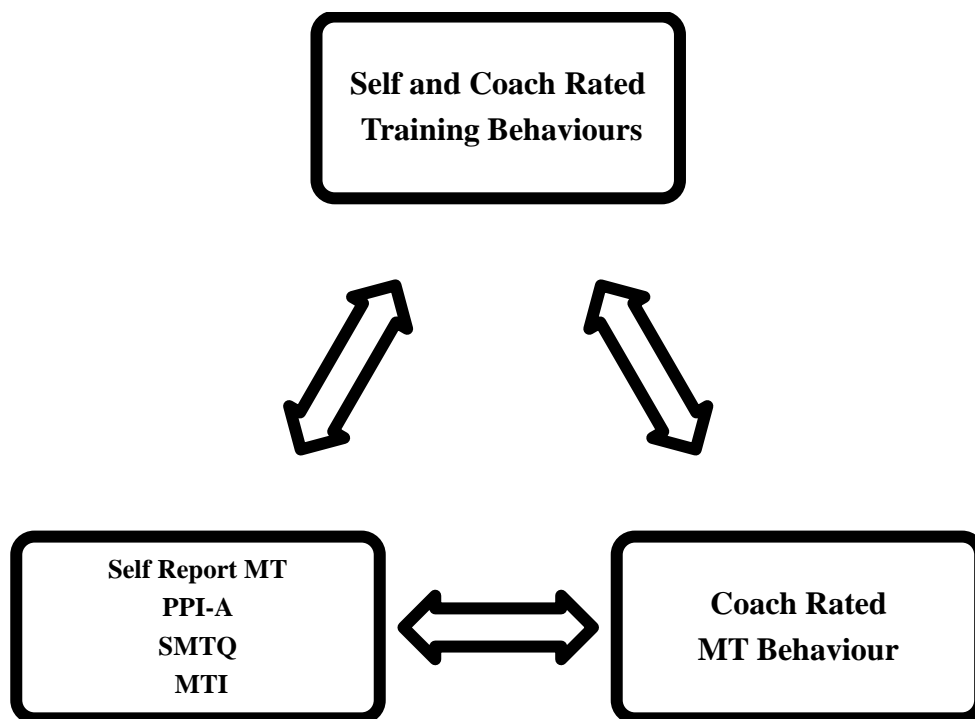 Self and Coach Rated
Training Behaviours
Self Report MT
PPI-A
SMTQ
MTI
Coach Rated
MT Behaviour